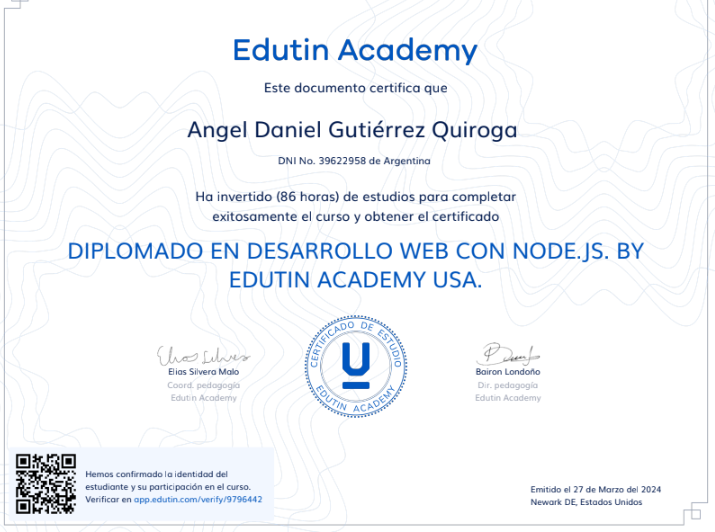 Edutin Academy
Este documento certifica que
Angel Daniel Gutiérrez Quiroga
DNI No. 39622958 de Argentina
Ha invertido (86 horas) de estudios para completar
exitosamente el curso y obtener el certificado
DIPLOMADO EN DESARROLLO WEB CON NODE.JS. BY
EDUTIN ACADEMY USA.
CERTIFICADO DE ESTUDIO
EDUTIN ACADEMY
Elias Silvera Malo
Coord. pedagogía
Edutin Academy
Bairon Londoño
Dir. pedagogía
Edutin Academy
Hemos confirmado la identidad del
estudiante y su participación en el curso.
Verificar en app.edutin.com/verify/9796442
Emitido el 27 de Marzo del 2024
Newark DE, Estados Unidos